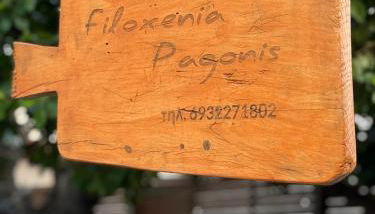 Filoxenia
Pagonis
τηλ. 6932271802